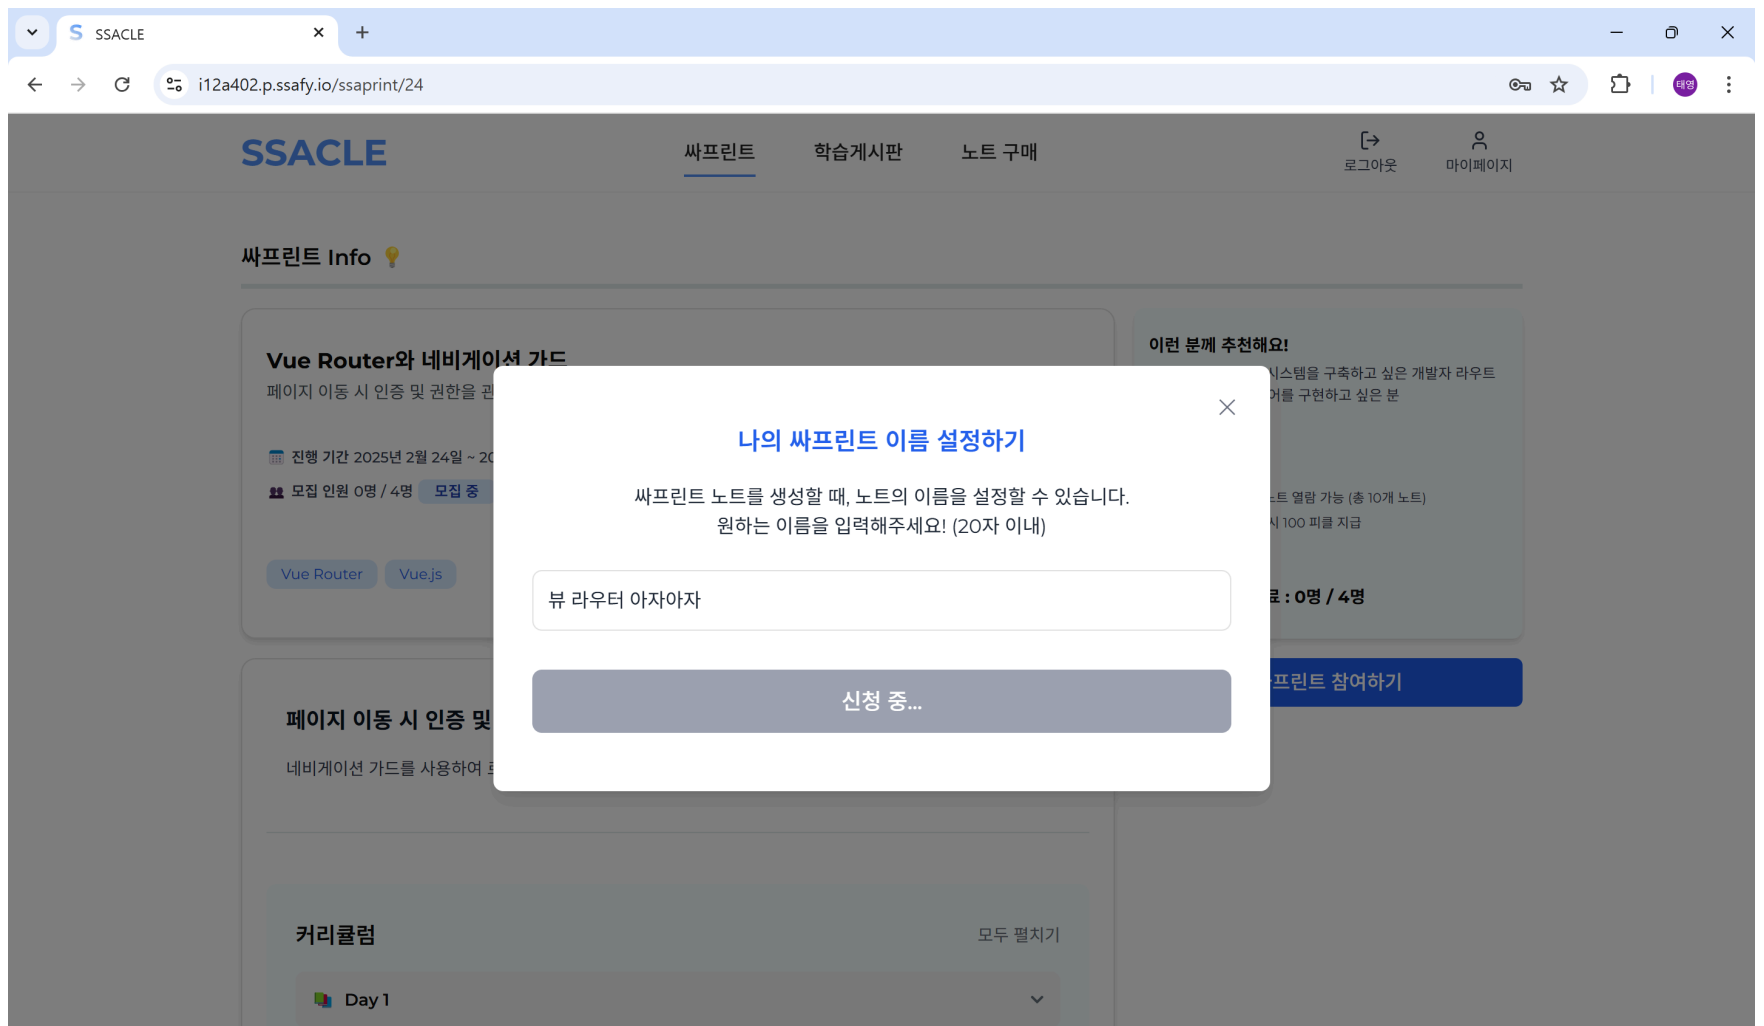 SSACLE
i12a402.p.ssafy.io/ssaprint/24
태영
SSACLE
싸프린트
학습게시판
노트 구매
로그아웃
마이페이지
싸프린트 Info
Vue Router와 네비게이션 가드
페이지 이동 시 인증 및 권한을 관
진행 기간 2025년 2월 24일 ~ 20
모집 인원 0명 / 4명 모집 중
Vue Router Vue.js
이런 분께 추천해요!
시스템을 구축하고 싶은 개발자 라우트
어를 구현하고 싶은 분
노트 열람 가능 (총 10개 노트)
시 100 피클 지급
: 0명 / 4명
프린트 참여하기
나의 싸프린트 이름 설정하기
싸프린트 노트를 생성할 때, 노트의 이름을 설정할 수 있습니다.
원하는 이름을 입력해주세요! (20자 이내)
뷰 라우터 아자아자
신청 중...
페이지 이동 시 인증 및
네비게이션 가드를 사용하여
커리큘럼
모두 펼치기
Day 1